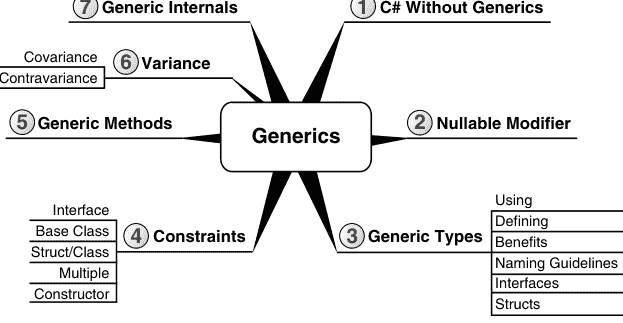 7 Generic Internals
1 C# Without Generics
Covariance
Contravariance
6 Variance
5 Generic Methods
Generics
2 Nullable Modifier
Interface
Base Class
Struct/Class
Multiple
Constructor
4 Constraints
3 Generic Types
Using
Defining
Benefits
Naming Guidelines
Interfaces
Structs